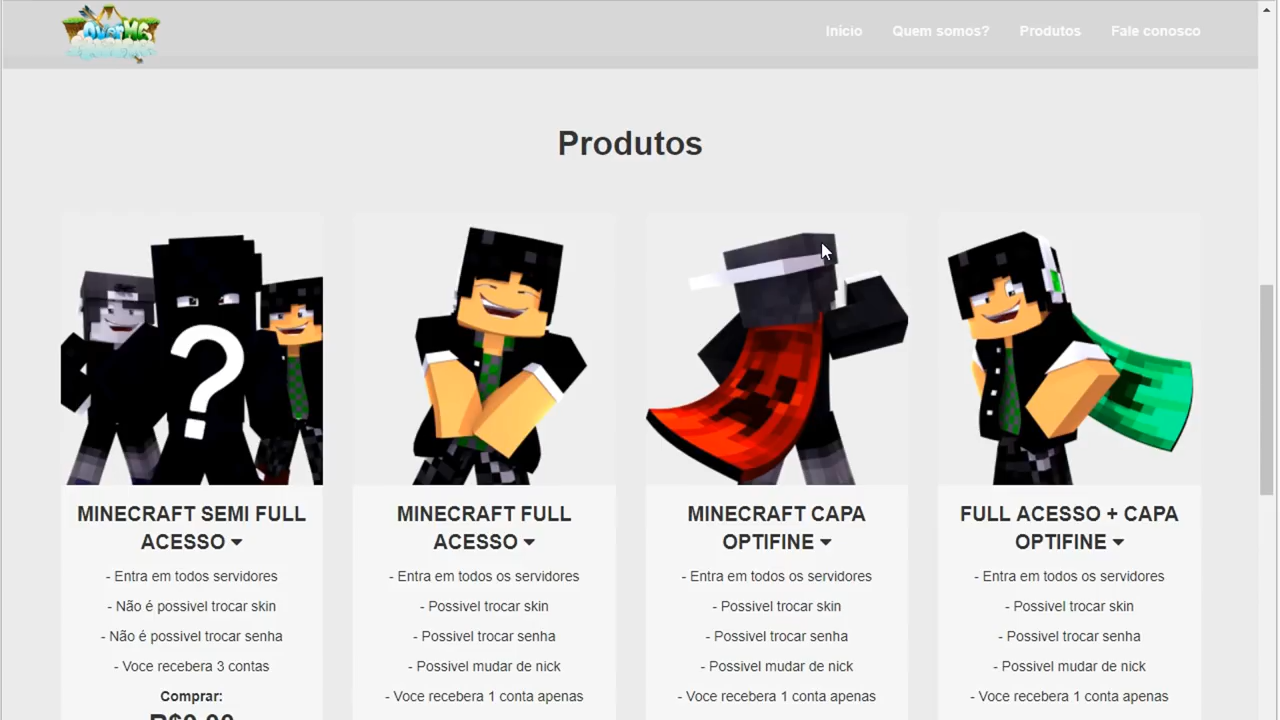 OverMC
Início Quem somos? Produtos Fale conosco
Produtos
?
MINECRAFT SEMI FULL
ACESSO
- Entra em todos servidores
- Não é possivel trocar skin
- Não é possivel trocar senha
- Voce recebera 3 contas
Comprar:
MINECRAFT FULL
ACESSO
- Entra em todos os servidores
- Possivel trocar skin
- Possivel trocar senha
- Possivel mudar de nick
- Voce recebera 1 conta apenas
MINECRAFT CAPA
OPTIFINE
- Entra em todos os servidores
- Possivel trocar skin
- Possivel trocar senha
- Possivel mudar de nick
- Voce recebera 1 conta apenas
FULL ACESSO + CAPA
OPTIFINE
- Entra em todos os servidores
- Possivel trocar skin
- Possivel trocar senha
- Possivel mudar de nick
- Voce recebera 1 conta apenas